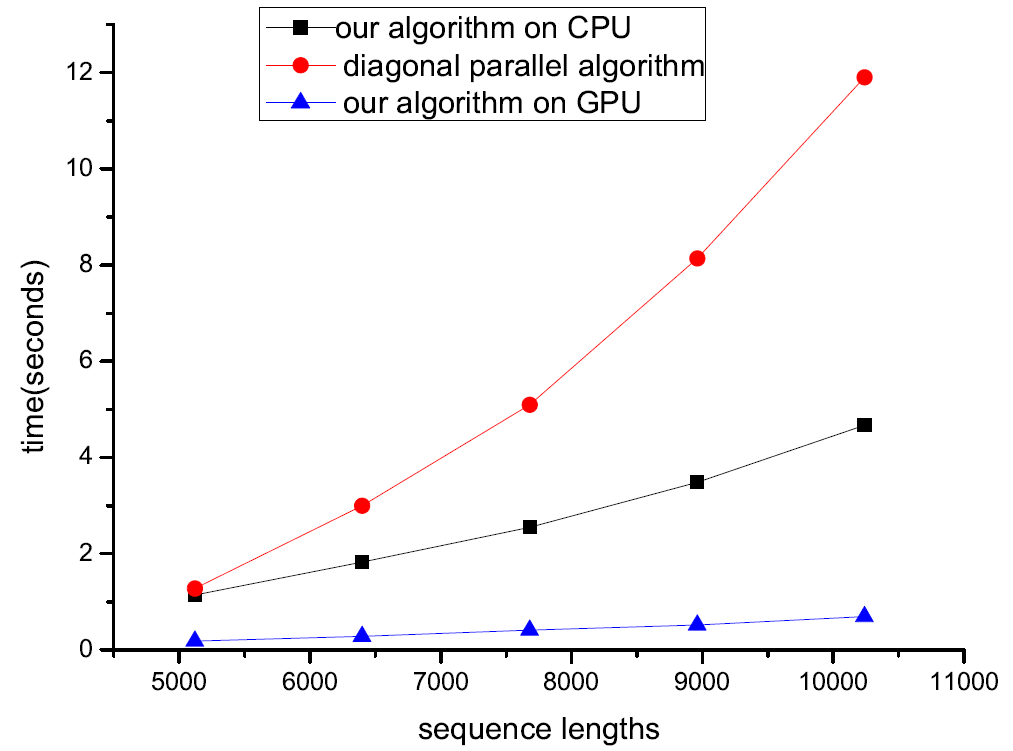 our algorithm on CPU
diagonal parallel algorithm
our algorithm on GPU
12
10
8
6
4
2
0
time(seconds)
5000 6000 7000 8000 9000 10000 11000
sequence lengths